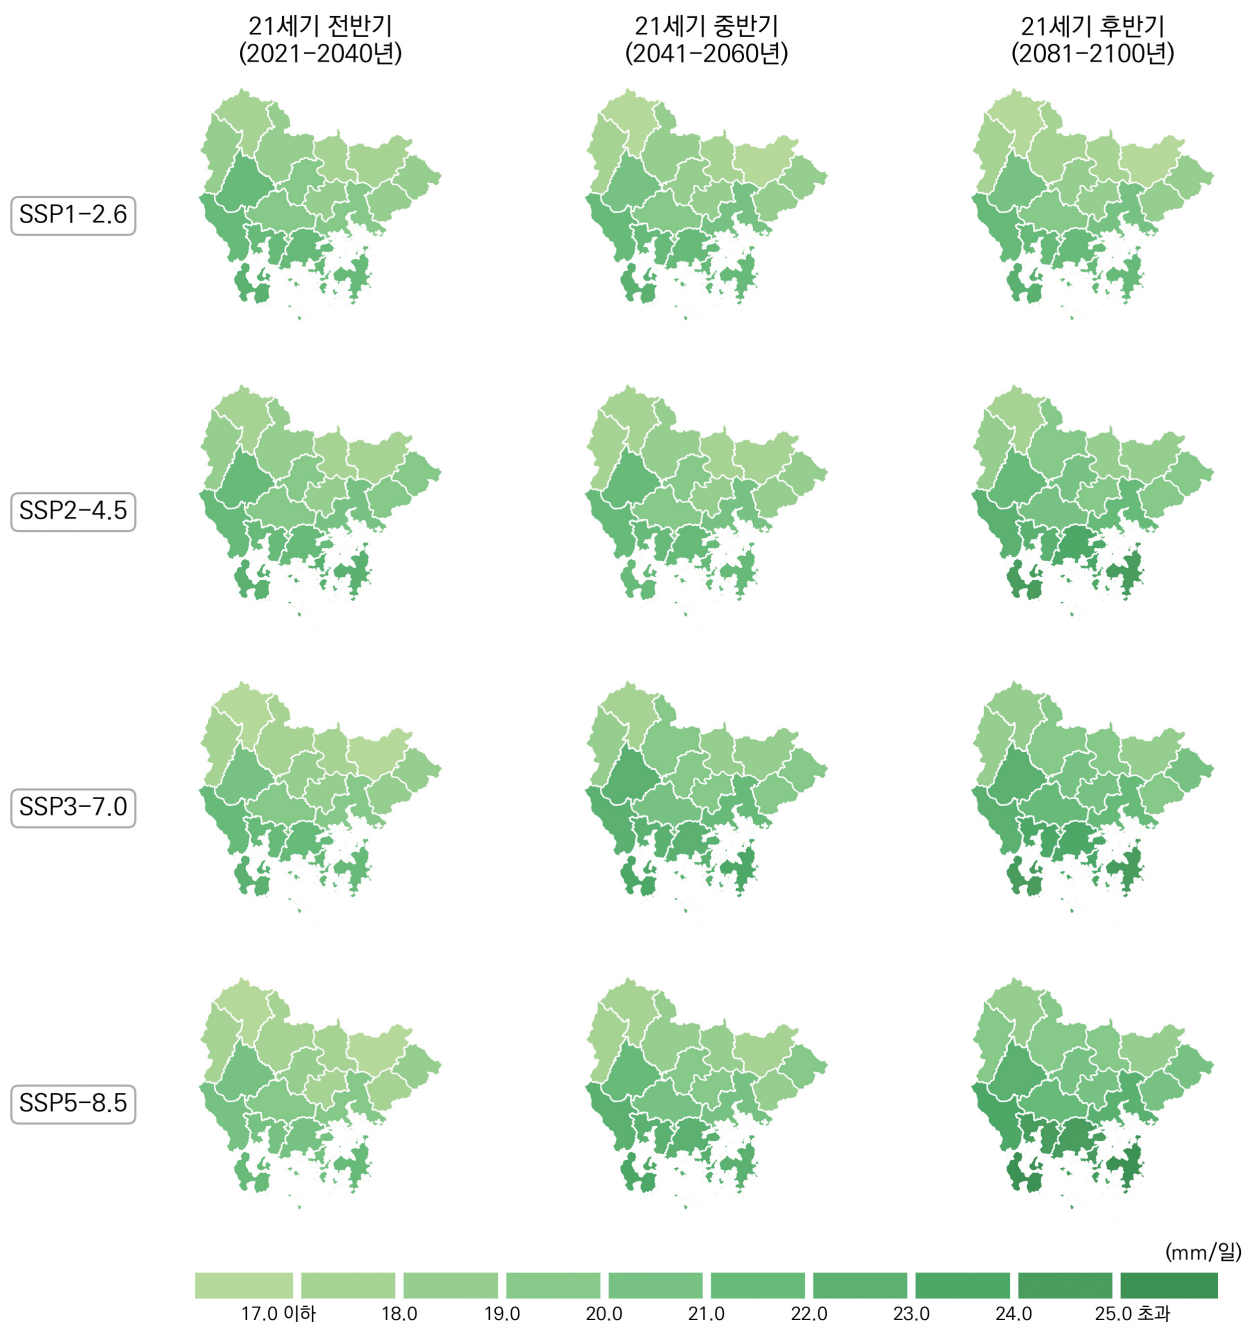 21세기 전반기
(2021-2040년)
21세기 중반기
(2041-2060년)
21세기 후반기
(2081-2100년)
SSP1-2.6
SSP2-4.5
SSP3-7.0
SSP5-8.5
(mm/일)
17.0 이하 18.0 19.0 20.0 21.0 22.0 23.0 24.0 25.0 초과